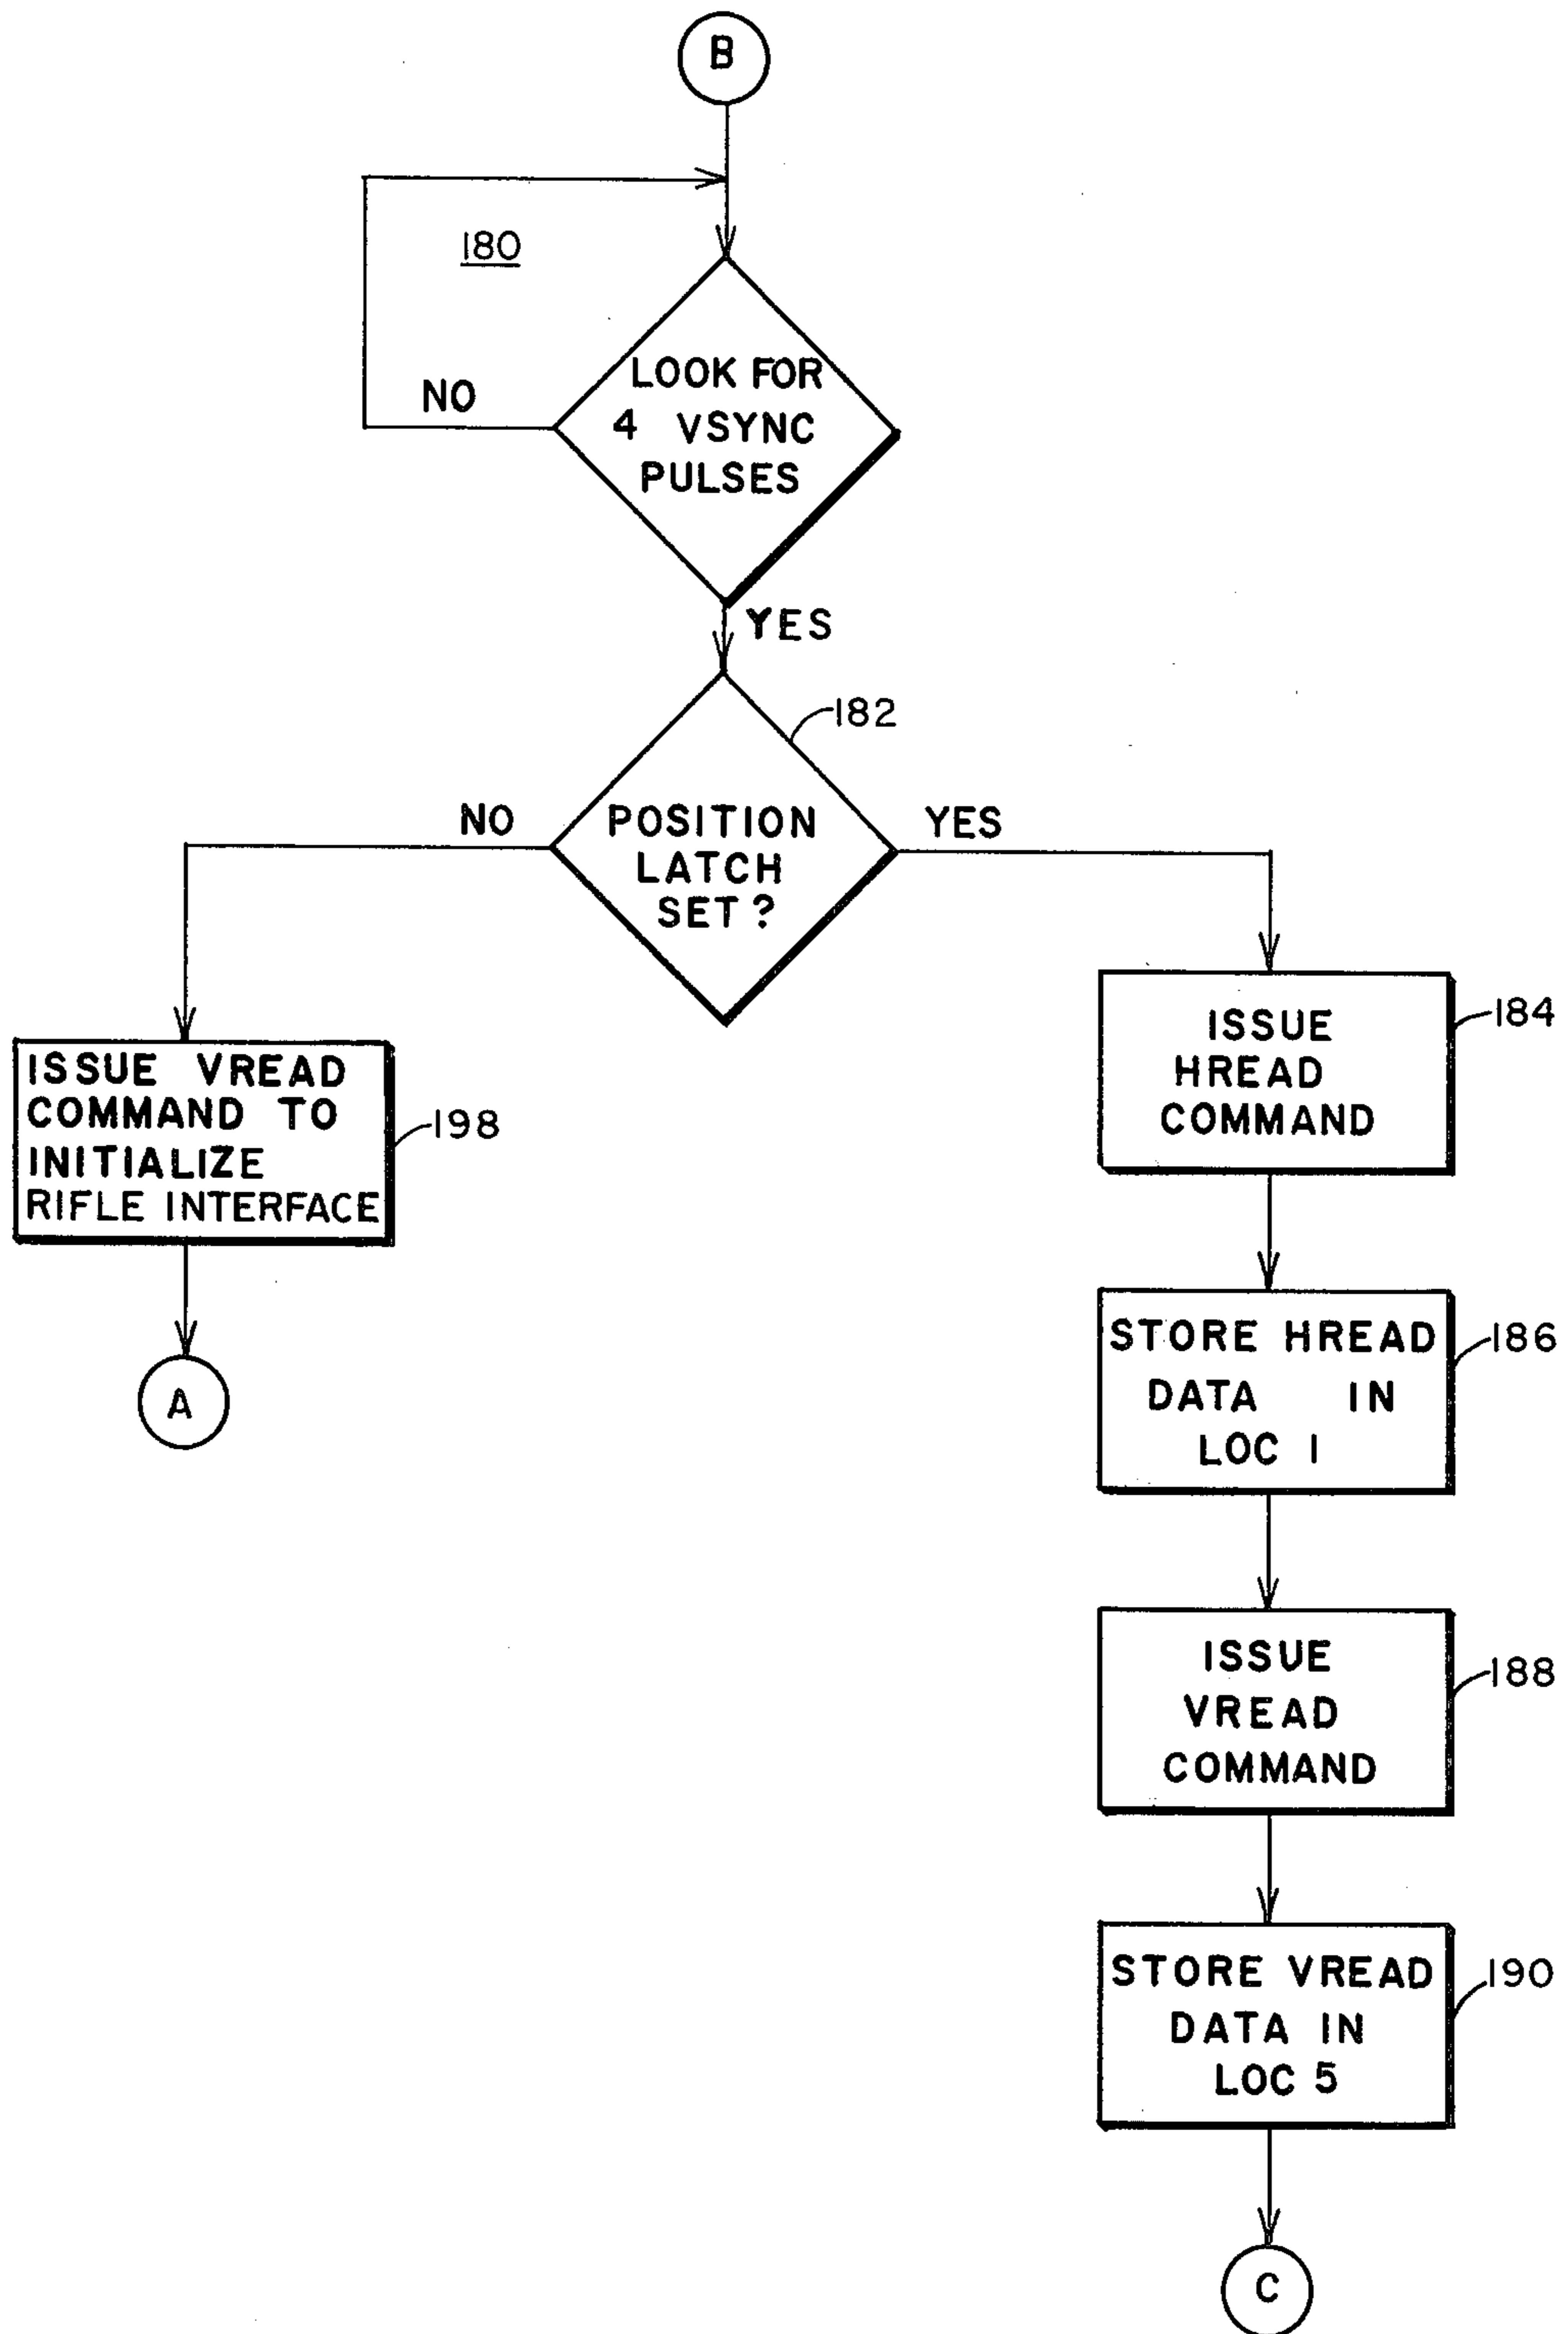 B
180
LOOK FOR
4 VSYNC
PULSES
NO
YES
182
POSITION
LATCH
SET?
NO
YES
ISSUE VREAD
COMMAND TO
INITIALIZE
RIFLE INTERFACE
198
A
ISSUE
HREAD
COMMAND
184
STORE HREAD
DATA IN
LOC 1
186
ISSUE
VREAD
COMMAND
188
STORE VREAD
DATA IN
LOC 5
190
C